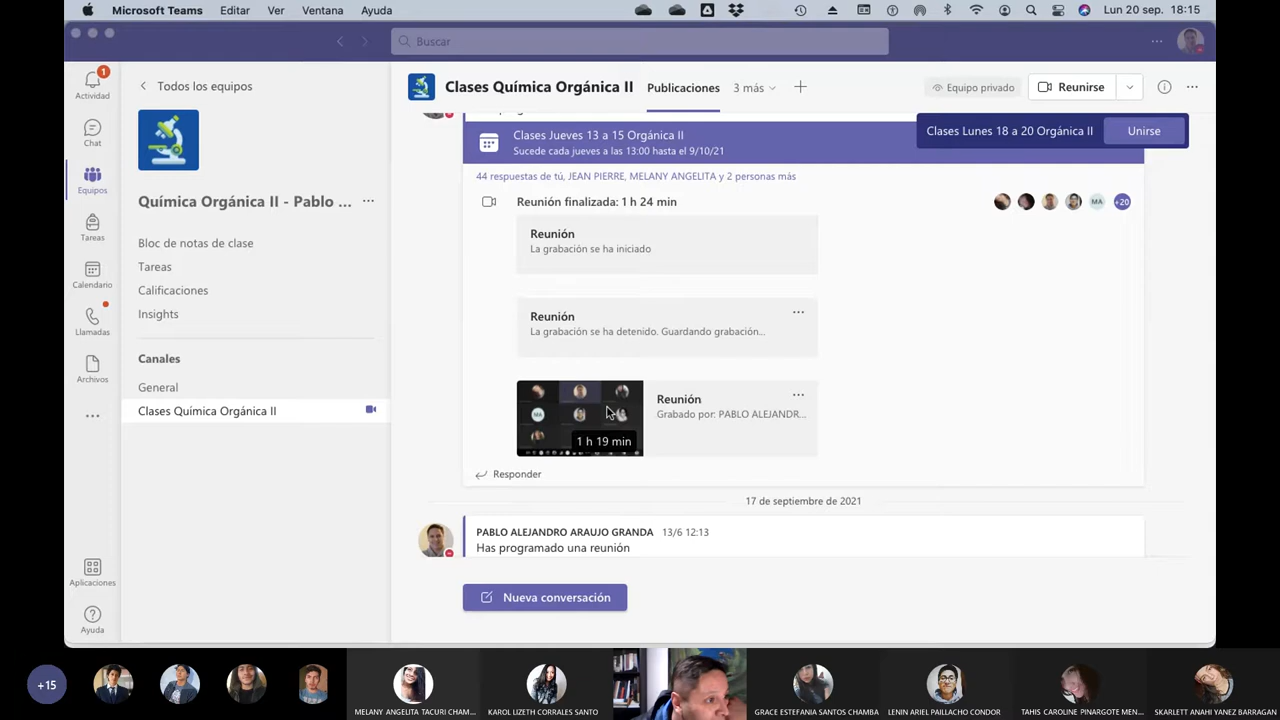 Microsoft Teams Editar Ver Ventana Ayuda Lun 20 sep. 18:15
Buscar
1
Actividad
Chat
Equipos
Tareas
Calendario
Llamadas
Archivos
Aplicaciones
Ayuda
Todos los equipos
Química Orgánica II - Pablo ...
Bloc de notas de clase
Tareas
Calificaciones
Insights
Canales
General
Clases Química Orgánica II
Clases Química Orgánica II Publicaciones 3 más Equipo privado Reunirse
Clases Lunes 18 a 20 Orgánica II Unirse
Clases Jueves 13 a 15 Orgánica II
Sucede cada jueves a las 13:00 hasta el 9/10/21
44 respuestas de tú, JEAN PIERRE, MELANY ANGELITA y 2 personas más
Reunión finalizada: 1 h 24 min MA +20
Reunión
La grabación se ha iniciado
Reunión
La grabación se ha detenido. Guardando grabación...
MA
1 h 19 min
Reunión
Grabado por: PABLO ALEJANDR...
Responder
17 de septiembre de 2021
PABLO ALEJANDRO ARAUJO GRANDA 13/6 12:13
Has programado una reunión
Nueva conversación
+15
MELANY ANGELITA TACURI CHAM... KAROL LIZETH CORRALES SANTO GRACE ESTEFANIA SANTOS CHAMBA LENIN ARIEL PAILLACHO CONDOR TAHIS CAROLINE PINARGOTE MEN... SKARLETT ANAHI YANEZ BARRAGAN